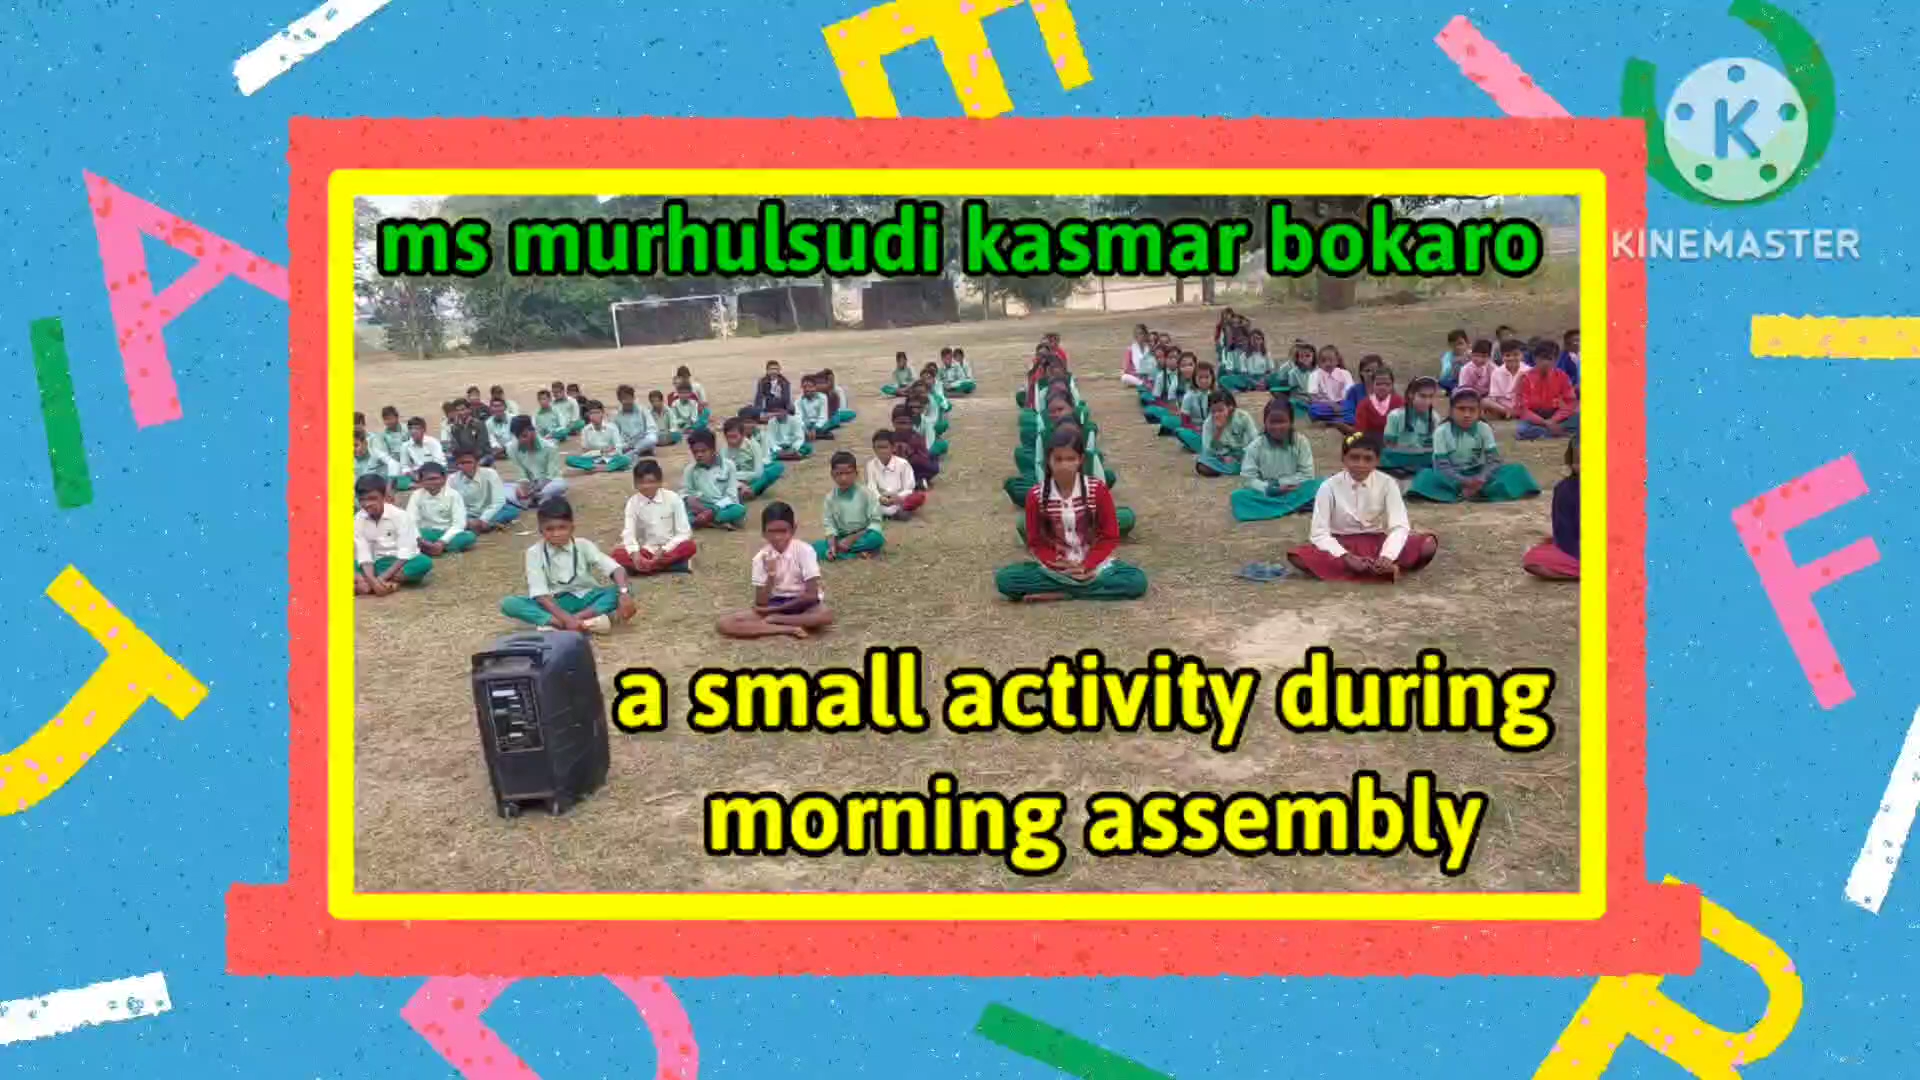 ms murhulsudi kasmar bokaro
K
KINEMASTER
a small activity during
morning assembly